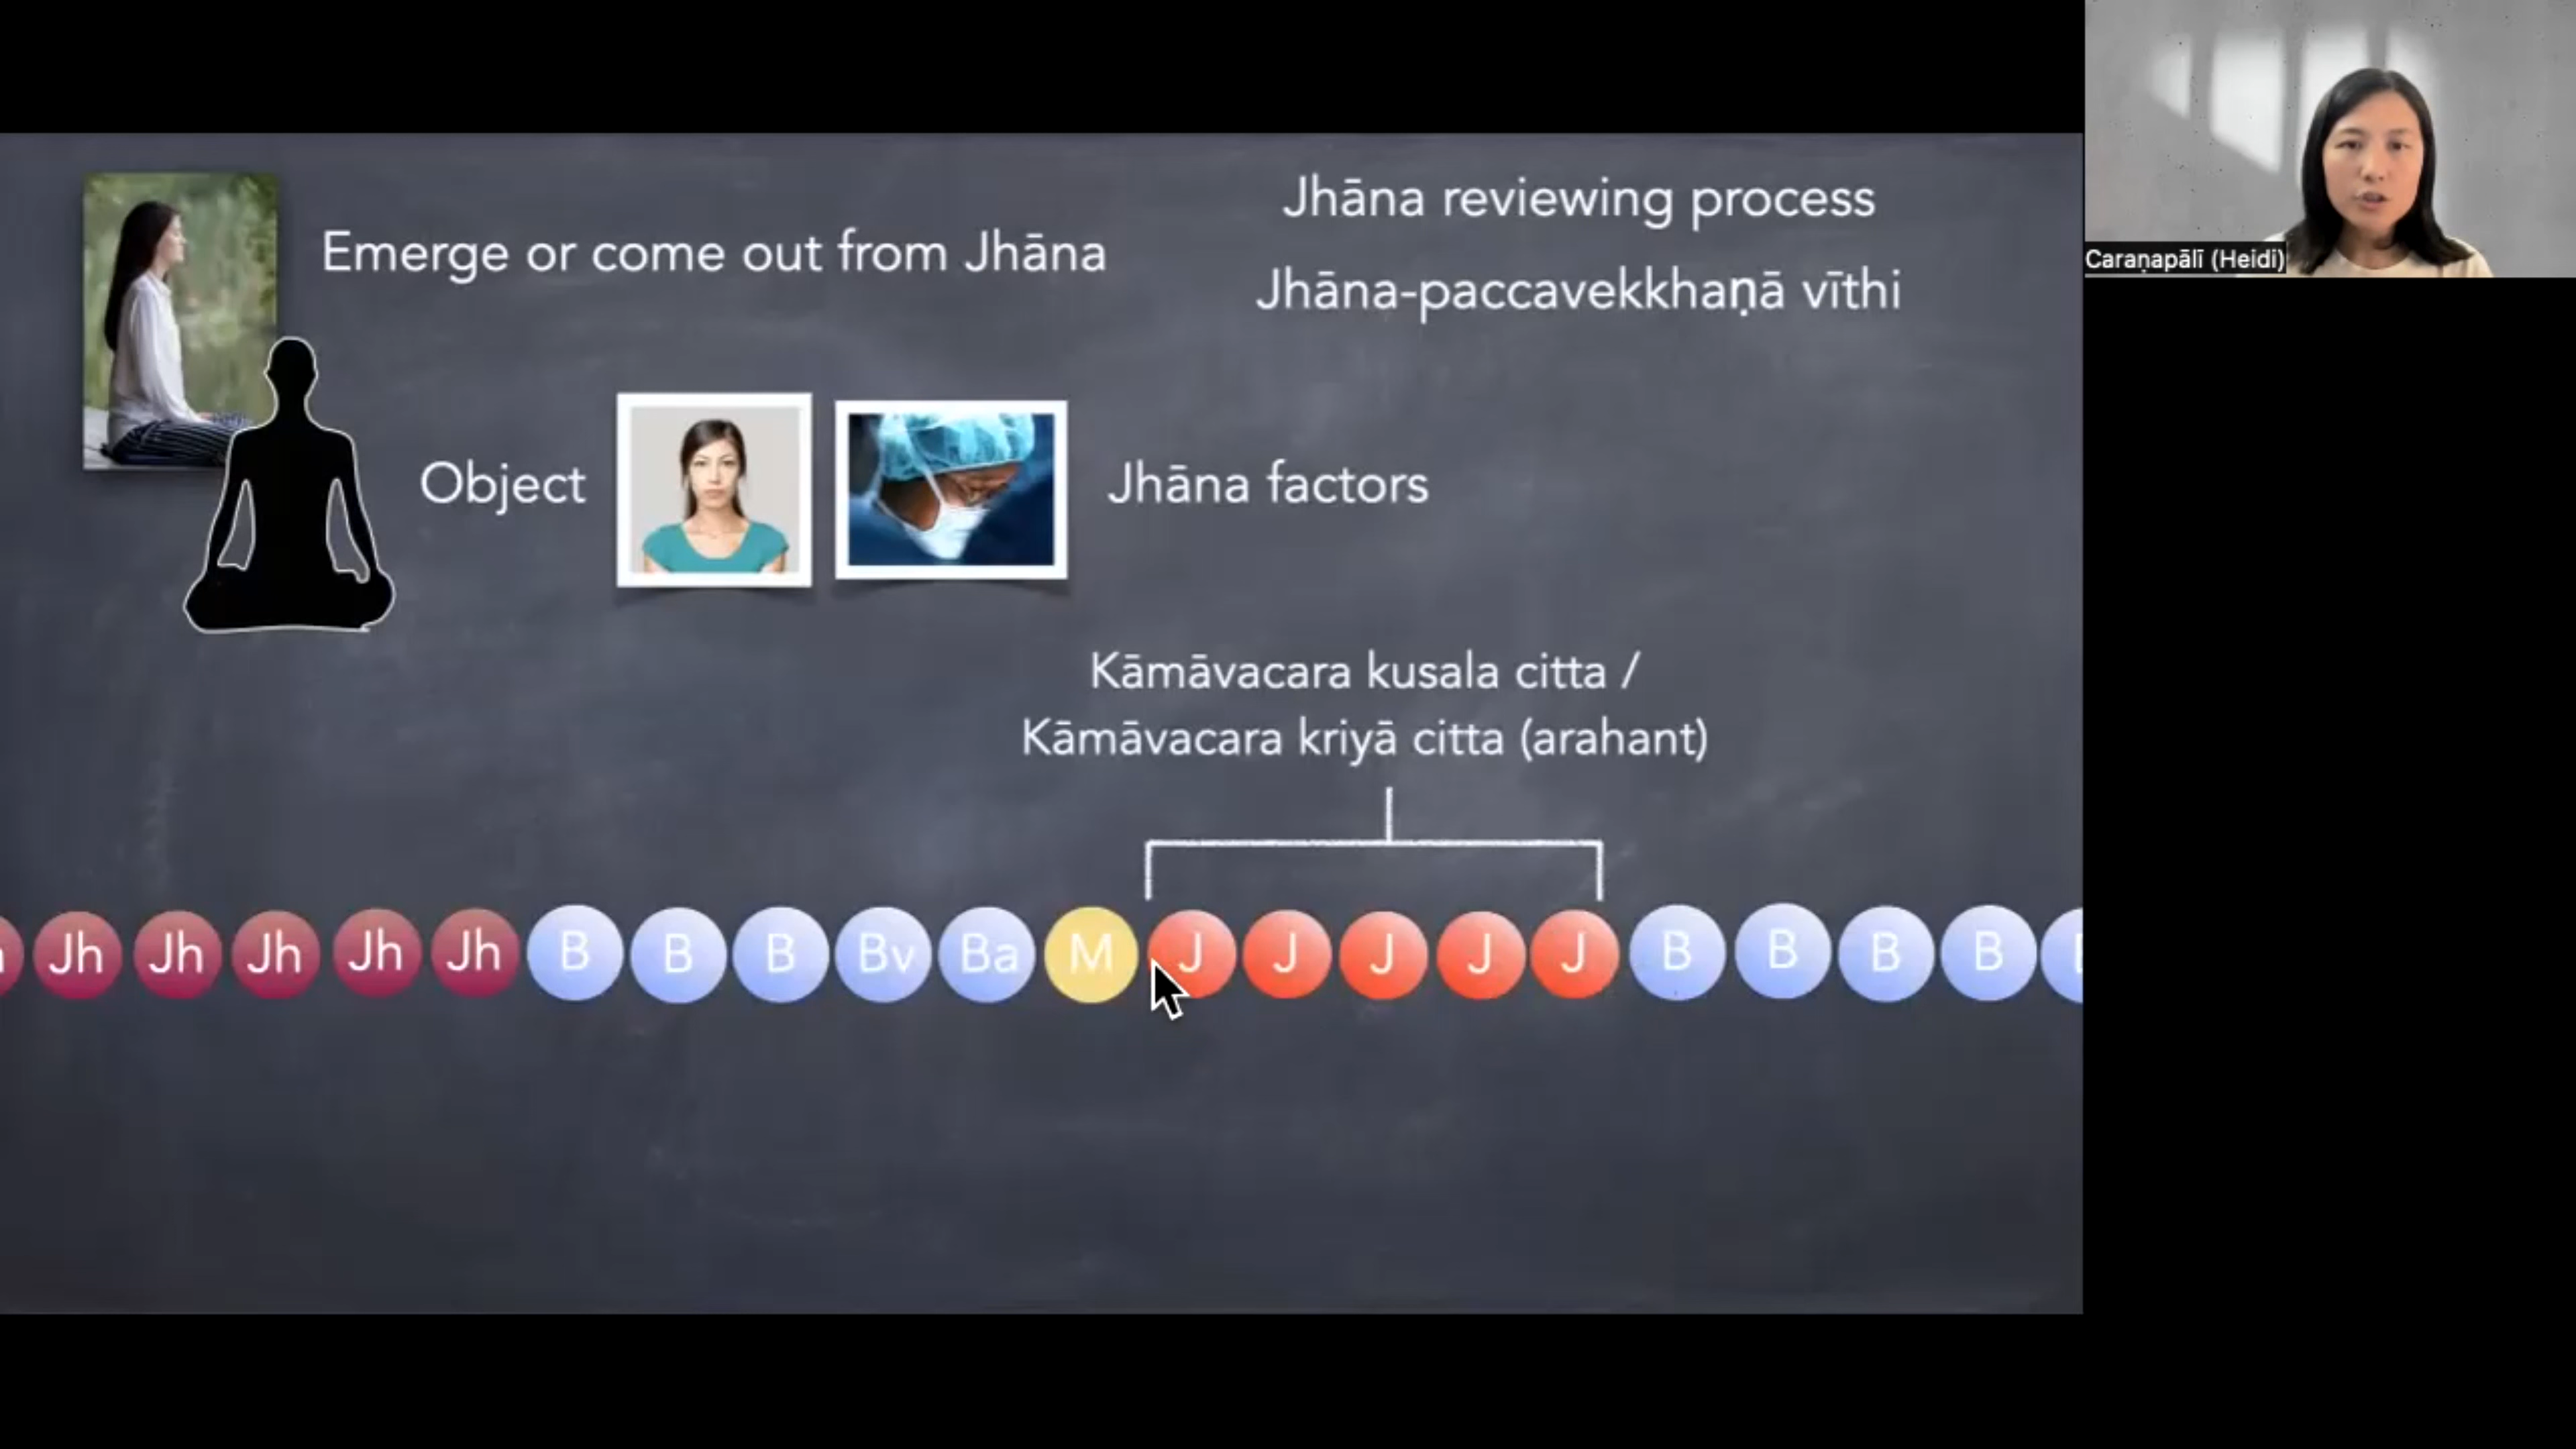 Emerge or come out from Jhāna
Jhāna reviewing process
Jhāna-paccavekkhaṇā vīthi
Caraṇapālī (Heidi)
Object
Jhāna factors
Kāmāvacara kusala citta /
Kāmāvacara kriyā citta (arahant)
Jh Jh Jh Jh Jh B B B Bv Ba M J J J J J B B B B